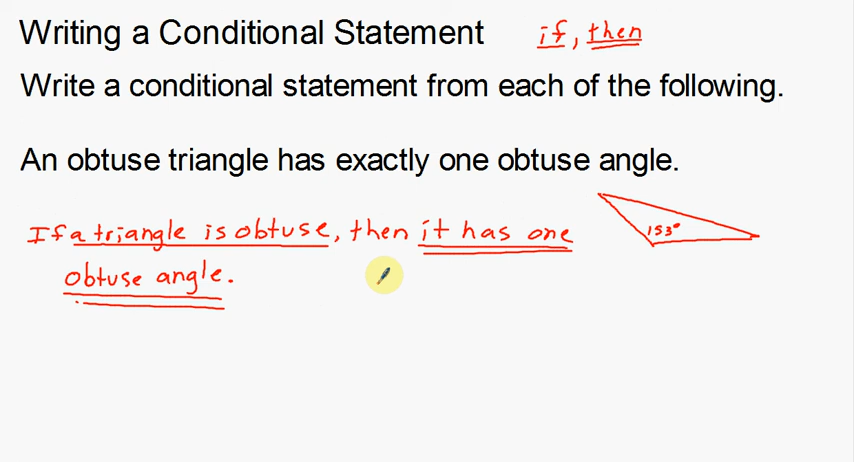 Writing a Conditional Statement if, then
Write a conditional statement from each of the following.
An obtuse triangle has exactly one obtuse angle.
If a triangle is obtuse, then it has one
obtuse angle.
153°